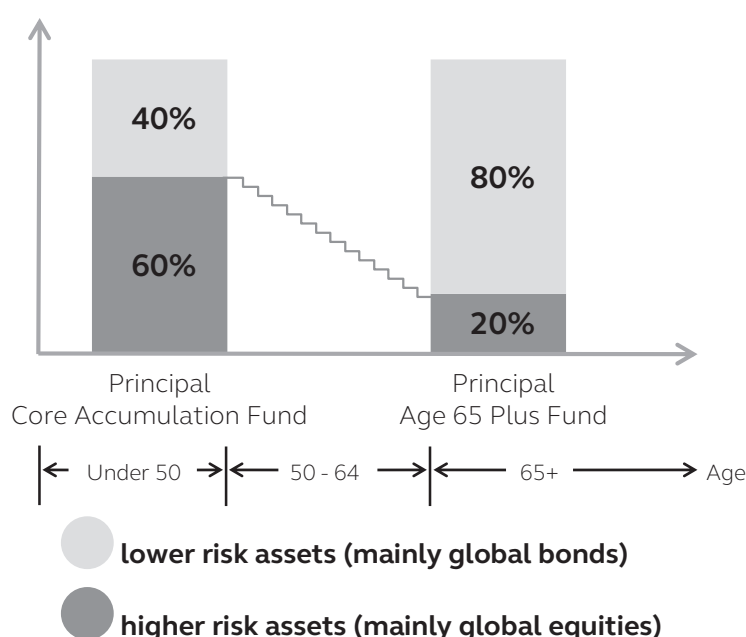 40%
80%
60%
20%
Principal
Core Accumulation Fund
Principal
Age 65 Plus Fund
Under 50
50 - 64
65+
Age
lower risk assets (mainly global bonds)
higher risk assets (mainly global equities)